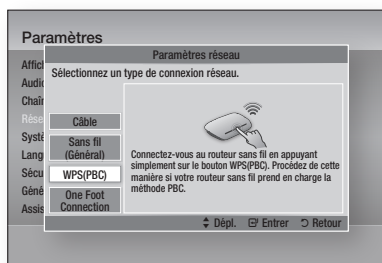 Paramètres
Paramètres réseau
Affich
Sélectionnez un type de connexion réseau.
Audio
Chaîn
Câble
Rése
Systè
Sans fil
(Général)
Lang
Connectez-vous au routeur sans fil en appuyant
simplement sur le bouton WPS(PBC). Procédez de cette
manière si votre routeur sans fil prend en charge la
méthode PBC.
Sécu
WPS(PBC)
Géné
One Foot
Connection
Assis
Dépl. Entrer Retour